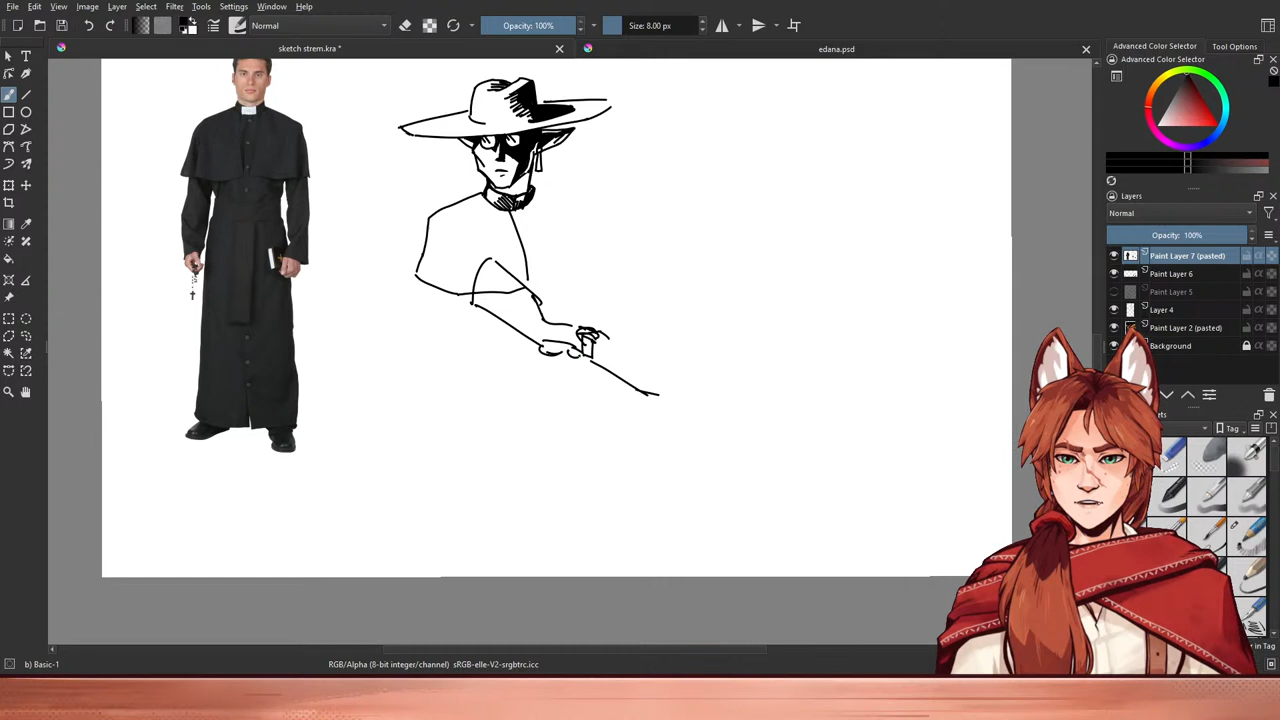 File Edit View Image Layer Select Filter Tools Settings Window Help
Normal
Opacity: 100%
Size: 8.00 px
sketch strem.kra *
edana.psd
Advanced Color Selector
Tool Options
Advanced Color Selector
Layers
Normal
Opacity: 100%
Paint Layer 7 (pasted)
Paint Layer 6
Paint Layer 5
Layer 4
Paint Layer 2 (pasted)
Background
Tag
in Tag
b) Basic-1
RGB/Alpha (8-bit integer/channel) sRGB-elle-V2-srgbtrc.icc